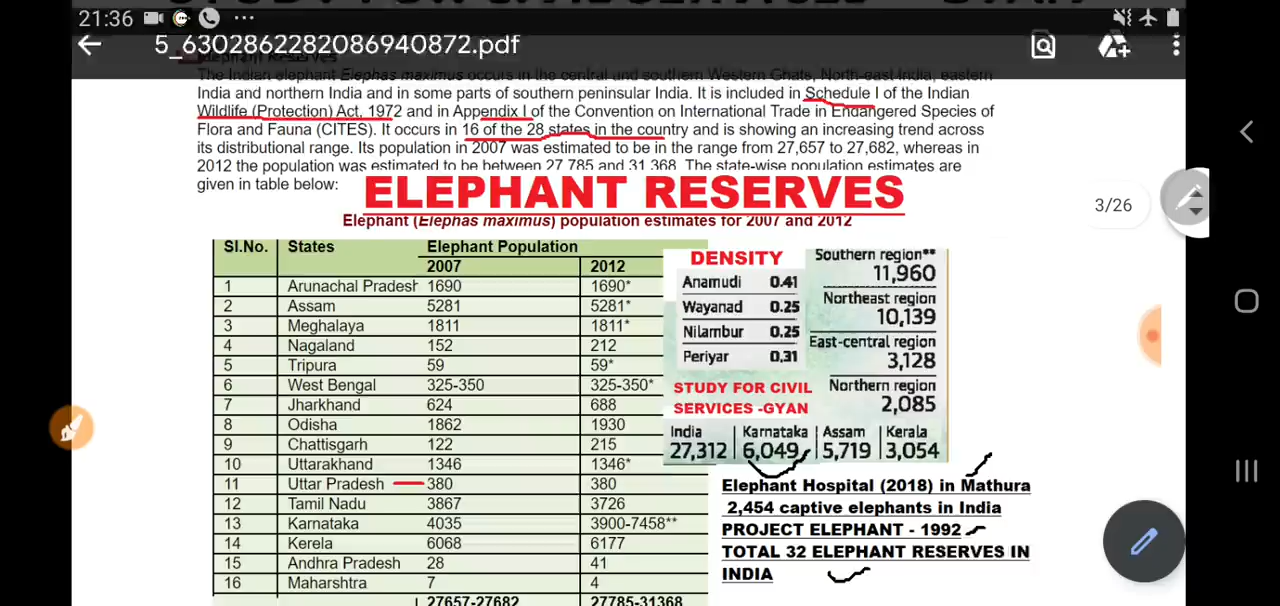 21:36
5_6302862282086940872.pdf
The Indian elephant Elephas maximus occurs in the central and southern Western Ghats, North-east India, eastern
India and northern India and in some parts of southern peninsular India. It is included in Schedule I of the Indian
Wildlife (Protection) Act, 1972 and in Appendix I of the Convention on International Trade in Endangered Species of
Flora and Fauna (CITES). It occurs in 16 of the 28 states in the country and is showing an increasing trend across
its distributional range. Its population in 2007 was estimated to be in the range from 27,657 to 27,682, whereas in
2012 the population was estimated to be between 27,785 and 31,368. The state-wise population estimates are
given in table below:
ELEPHANT RESERVES
3/26
Elephant (Elephas maximus) population estimates for 2007 and 2012
Sl.No. States Elephant Population
2007 2012
1 Arunachal Pradesh 1690 1690*
2 Assam 5281 5281*
3 Meghalaya 1811 1811*
4 Nagaland 152 212
5 Tripura 59 59*
6 West Bengal 325-350 325-350*
7 Jharkhand 624 688
8 Odisha 1862 1930
9 Chattisgarh 122 215
10 Uttarakhand 1346 1346*
11 Uttar Pradesh 380 380
12 Tamil Nadu 3867 3726
13 Karnataka 4035 3900-7458**
14 Kerela 6068 6177
15 Andhra Pradesh 28 41
16 Maharshtra 7 4
27657-27682 27785-31368
DENSITY
Anamudi 0.41
Wayanad 0.25
Nilambur 0.25
Periyar 0.31
Southern region**
11,960
Northeast region
10,139
East-central region
3,128
Northern region
2,085
STUDY FOR CIVIL
SERVICES -GYAN
India Karnataka Assam Kerala
27,312 6,049 5,719 3,054
Elephant Hospital (2018) in Mathura
2,454 captive elephants in India
PROJECT ELEPHANT - 1992
TOTAL 32 ELEPHANT RESERVES IN
INDIA